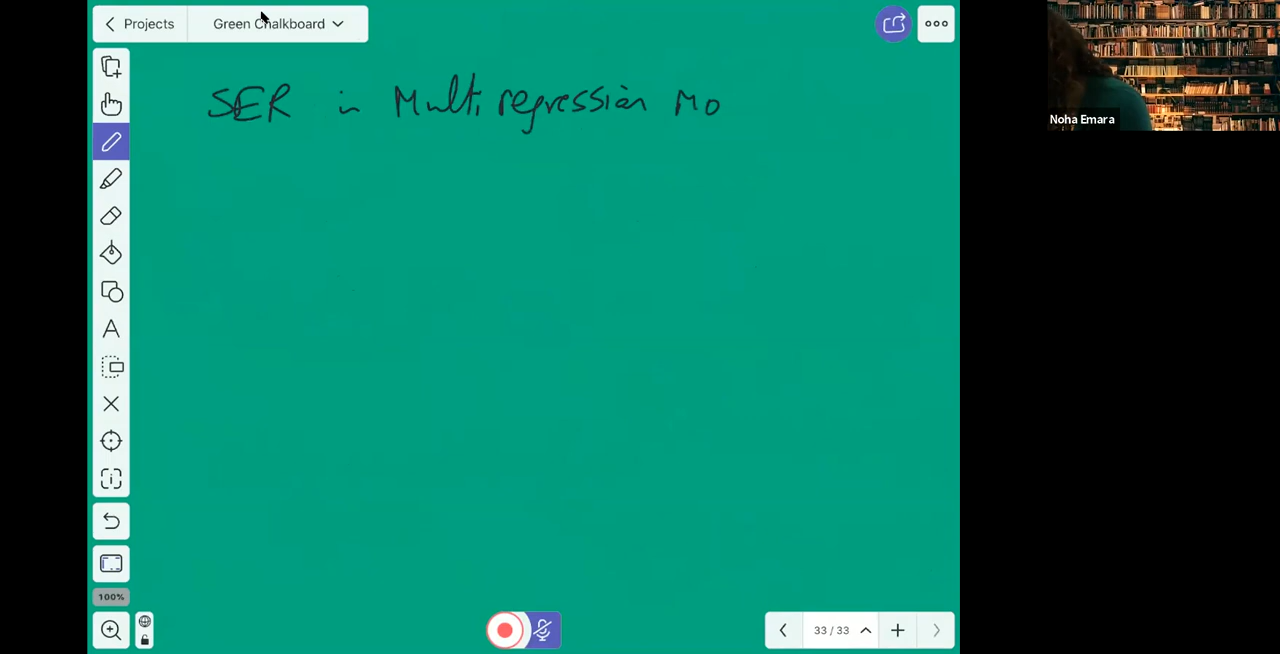 Projects
Green Chalkboard
Noha Emara
SER in Multi regression Mo
100%
33 / 33